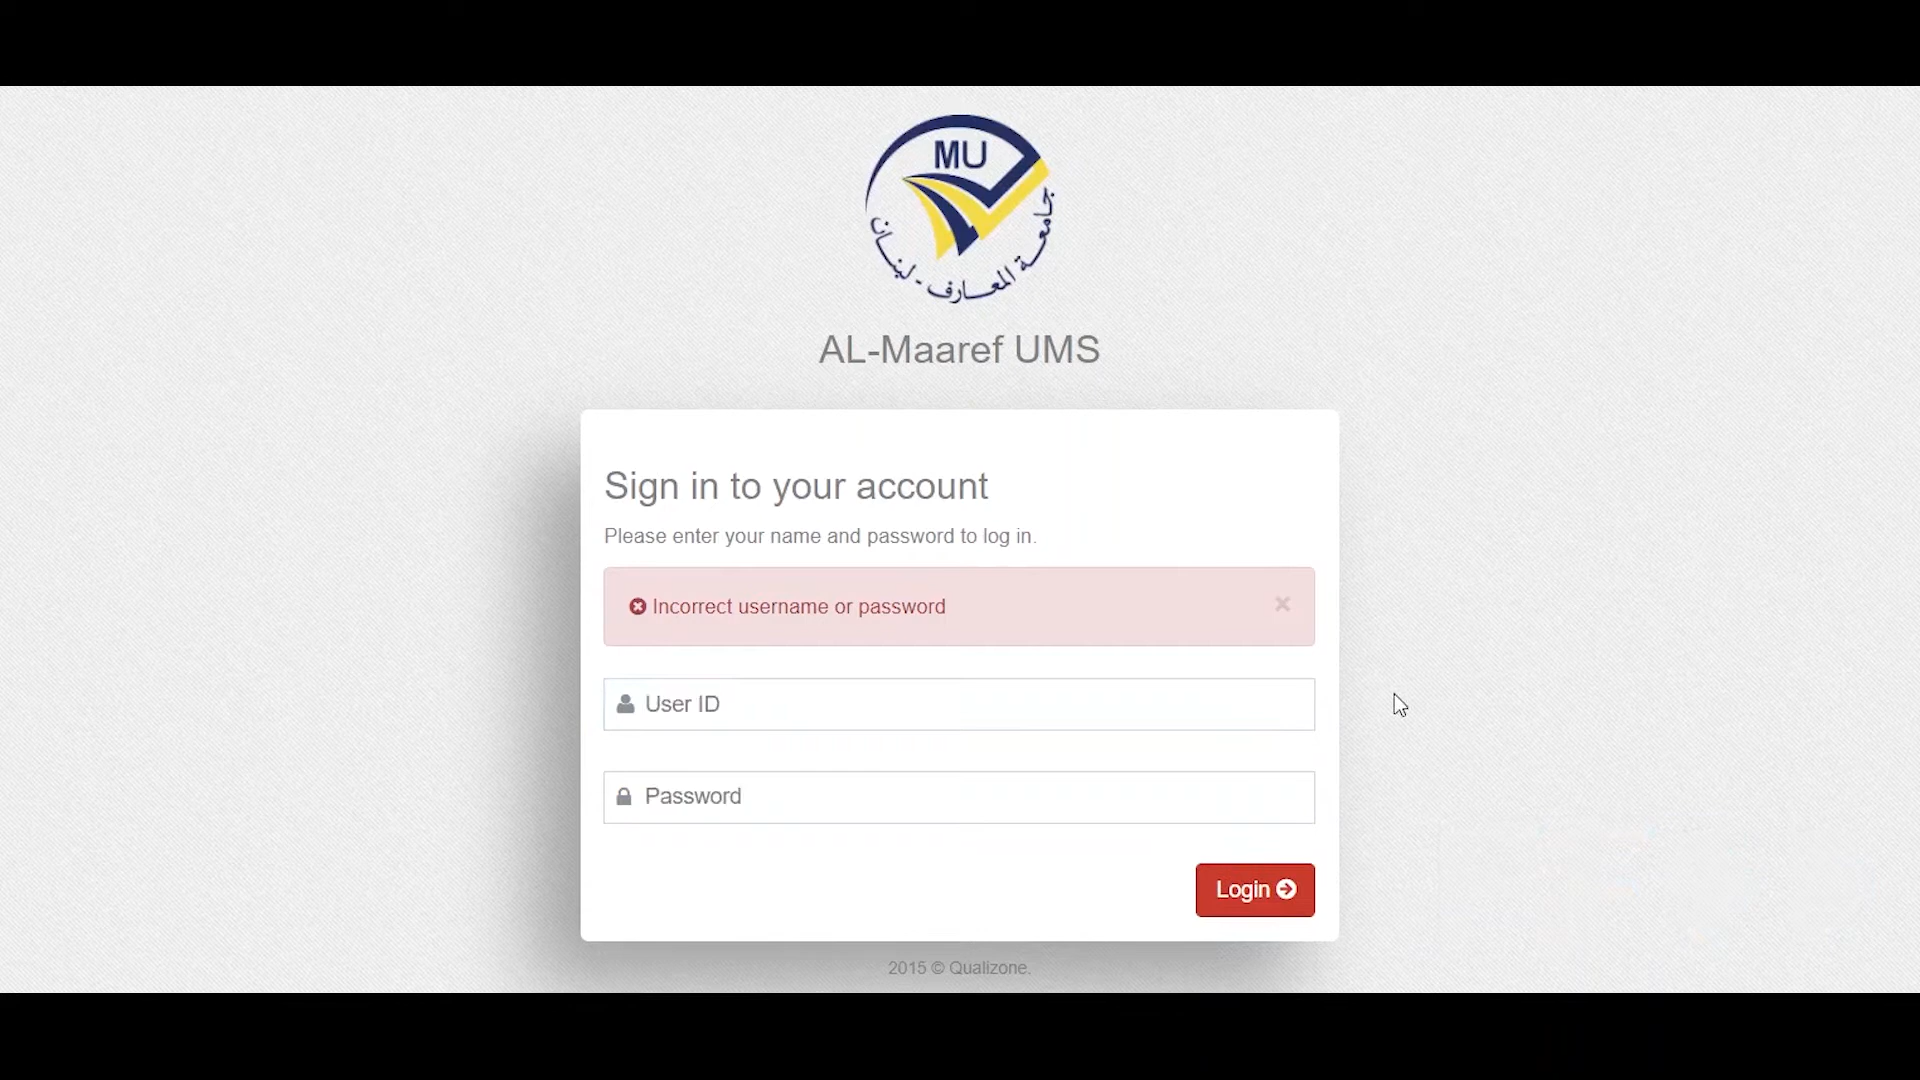 MU
جامعة المعارف - لبنان
AL-Maaref UMS
Sign in to your account
Please enter your name and password to log in.
Incorrect username or password
×
User ID
Password
Login
2015 © Qualizone.